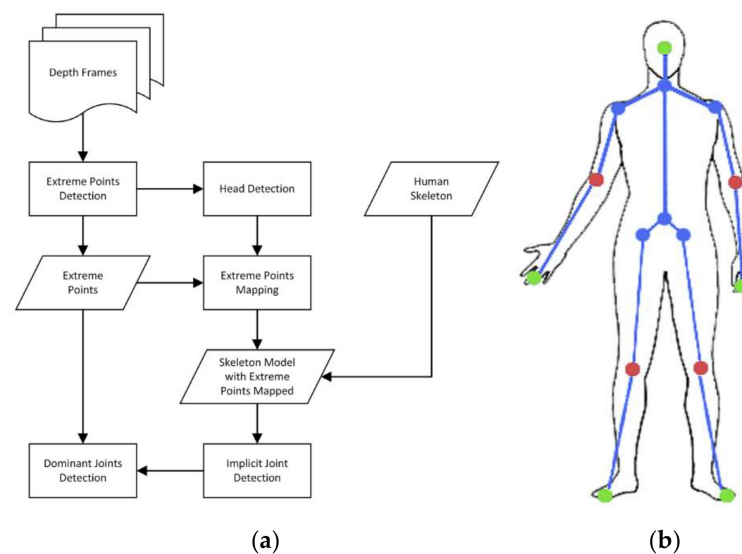 Depth Frames
Extreme Points
Detection
Head Detection
Human
Skeleton
Extreme
Points
Extreme Points
Mapping
Skeleton Model
with Extreme
Points Mapped
Dominant Joints
Detection
Implicit Joint
Detection
(a)
(b)